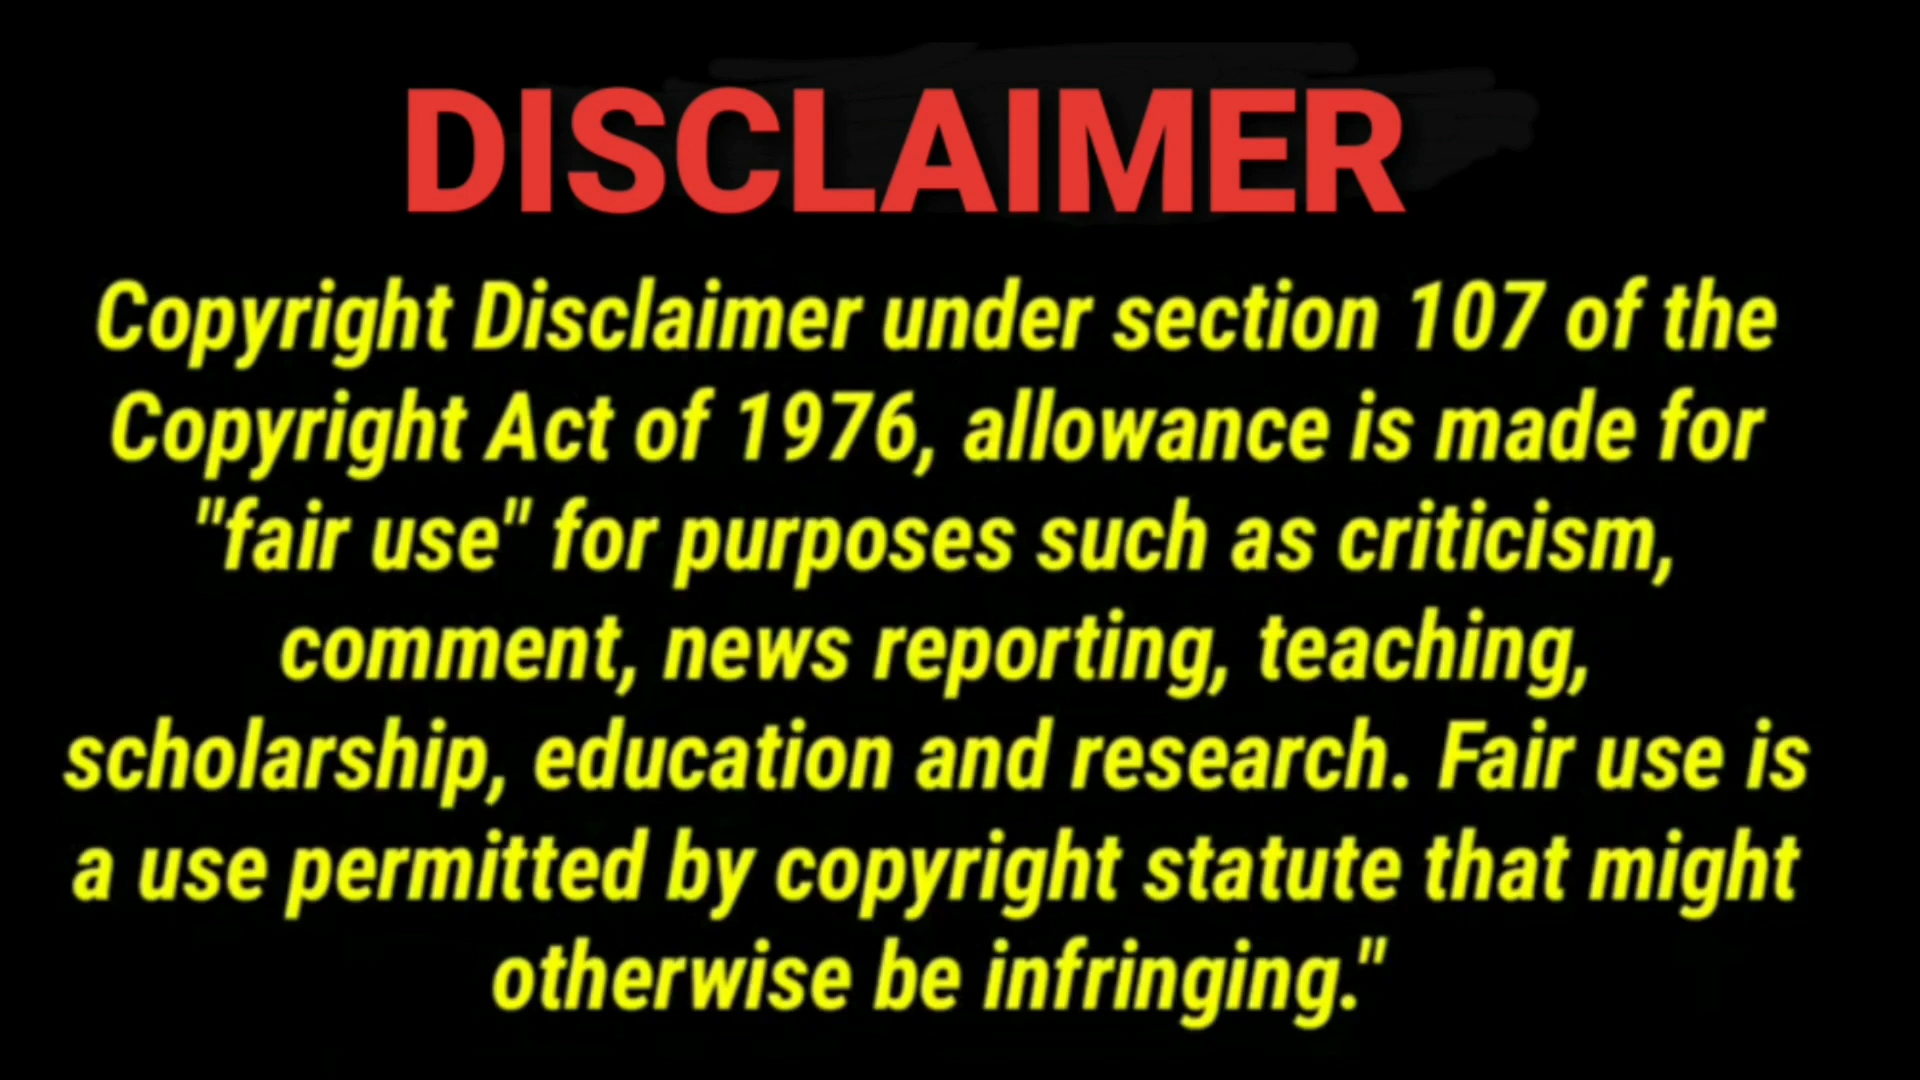 DISCLAIMER
Copyright Disclaimer under section 107 of the
Copyright Act of 1976, allowance is made for
"fair use" for purposes such as criticism,
comment, news reporting, teaching,
scholarship, education and research. Fair use is
a use permitted by copyright statute that might
otherwise be infringing."